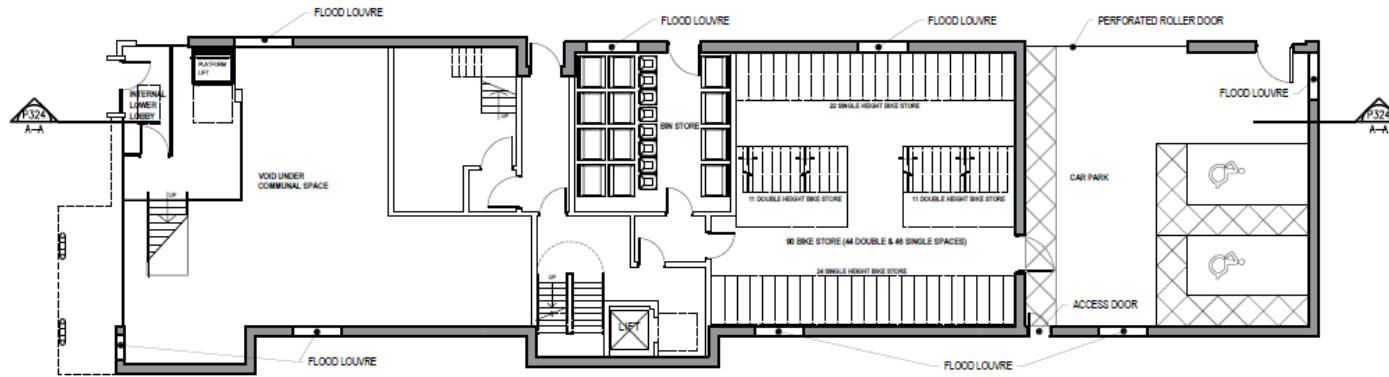 FLOOD LOUVRE
FLOOD LOUVRE
FLOOD LOUVRE
PERFORATED ROLLER DOOR
PLATFORM
LIFT
INTERNAL
LOWER
LOBBY
FLOOD LOUVRE
P324
A-A
22 SINGLE HEIGHT BIKE STORE
P324
A-A
UP
BIN STORE
VOID UNDER
COMMUNAL SPACE
CAR PARK
UP
11 DOUBLE HEIGHT BIKE STORE
11 DOUBLE HEIGHT BIKE STORE
90 BIKE STORE (44 DOUBLE & 46 SINGLE SPACES)
UP
24 SINGLE HEIGHT BIKE STORE
LIFT
ACCESS DOOR
FLOOD LOUVRE
FLOOD LOUVRE